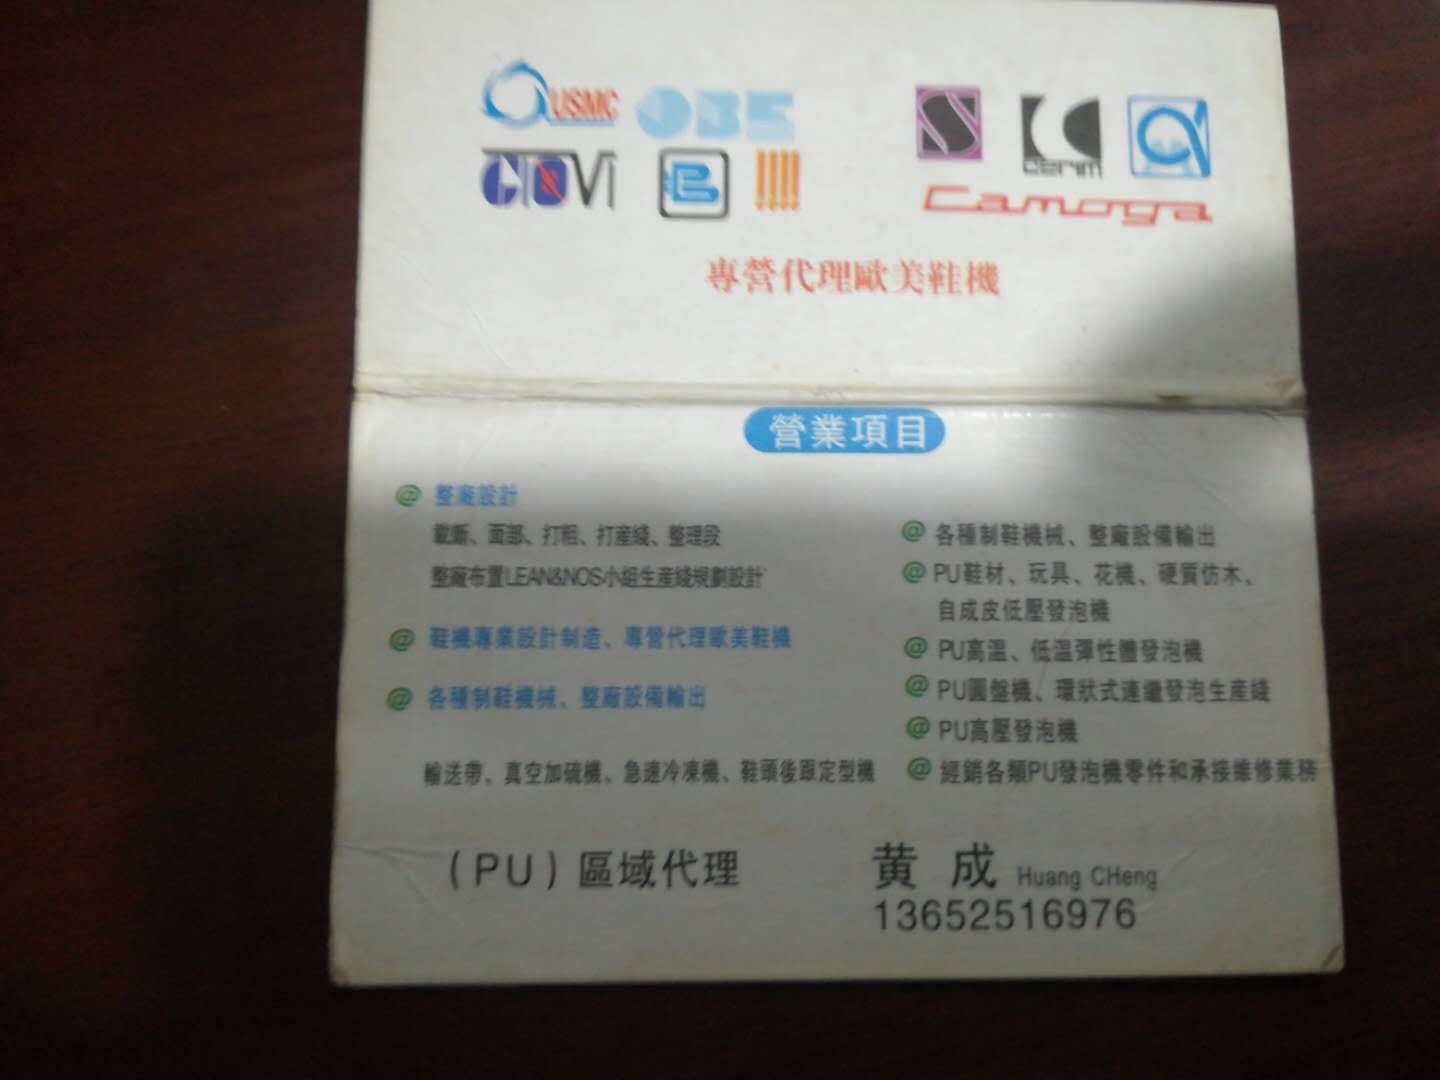 USMC
OBE
CERIM
Camoga
專營代理歐美鞋機
營業項目
@ 整廠設計
裁斷、面部、打粗、打產綫、整理段
整廠布置LEAN&NOS小組生產綫規劃設計
@ 鞋機專業設計制造、專營代理歐美鞋機
@ 各種制鞋機械、整廠設備輸出
輸送帶、真空加硫機、急速冷凍機、鞋頭後跟定型機
@ 各種制鞋機械、整廠設備輸出
@ PU鞋材、玩具、花機、硬質仿木、
自成皮低壓發泡機
@ PU高溫、低溫彈性體發泡機
@ PU圓盤機、環狀式連繼發泡生產綫
@ PU高壓發泡機
@ 經銷各類PU發泡機零件和承接維修業務
(PU)區域代理
黄 成 Huang CHeng
13652516976